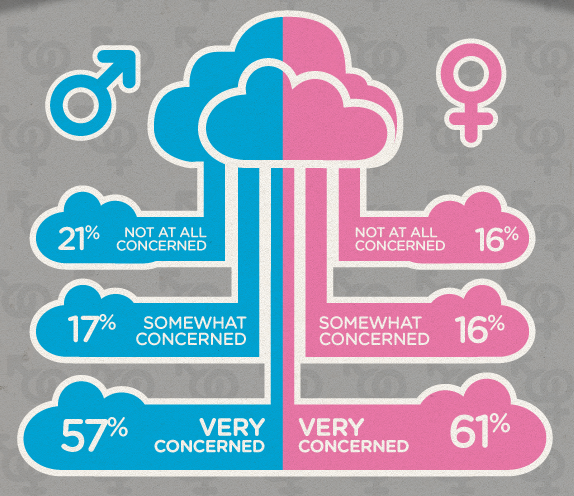 21% NOT AT ALL
CONCERNED
NOT AT ALL
CONCERNED 16%
17% SOMEWHAT
CONCERNED
SOMEWHAT
CONCERNED 16%
57% VERY
CONCERNED
VERY
CONCERNED 61%